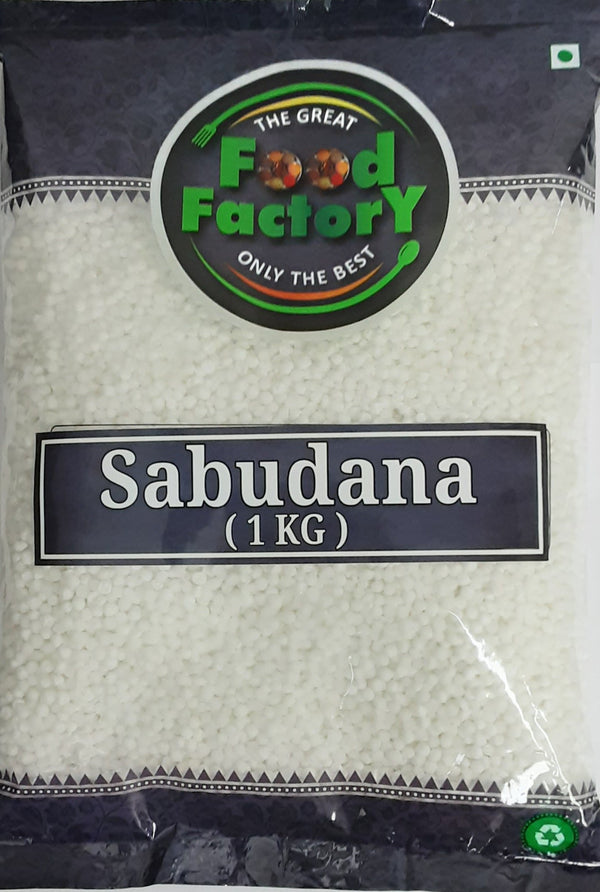 THE GREAT
Food
FactorY
ONLY THE BEST
Sabudana
( 1 KG )